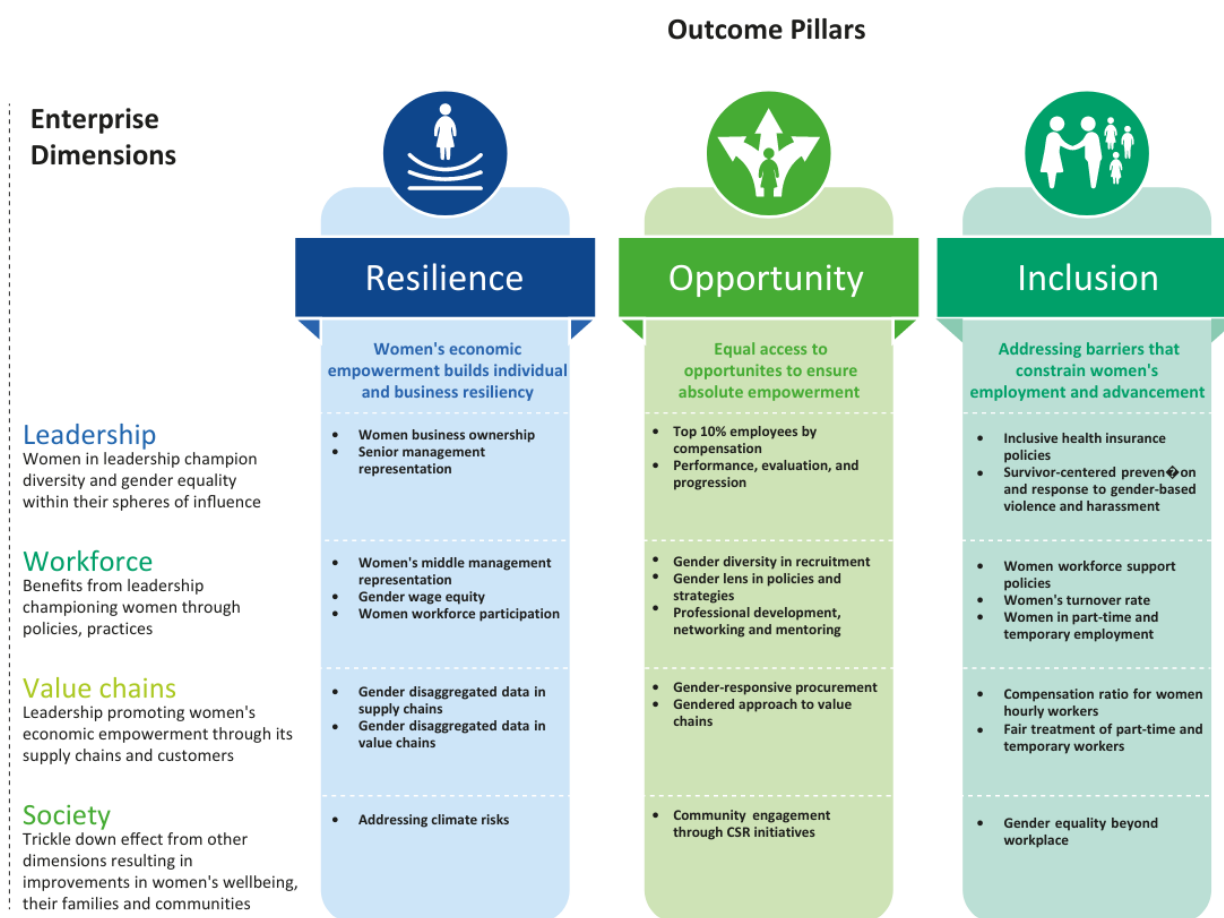 Outcome Pillars
Enterprise
Dimensions
Resilience
Opportunity
Inclusion
Women's economic
empowerment builds individual
and business resiliency
Equal access to
opportunites to ensure
absolute empowerment
Addressing barriers that
constrain women's
employment and advancement
Leadership
Women in leadership champion
diversity and gender equality
within their spheres of influence
• Women business ownership
• Senior management
representation
• Top 10% employees by
compensation
• Performance, evaluation, and
progression
• Inclusive health insurance
policies
• Survivor-centered preven�on
and response to gender-based
violence and harassment
Workforce
Benefits from leadership
championing women through
policies, practices
• Women's middle management
representation
• Gender wage equity
• Women workforce participation
• Gender diversity in recruitment
• Gender lens in policies and
strategies
• Professional development,
networking and mentoring
• Women workforce support
policies
• Women's turnover rate
• Women in part-time and
temporary employment
Value chains
Leadership promoting women's
economic empowerment through its
supply chains and customers
• Gender disaggregated data in
supply chains
• Gender disaggregated data in
value chains
• Gender-responsive procurement
• Gendered approach to value
chains
• Compensation ratio for women
hourly workers
• Fair treatment of part-time and
temporary workers
Society
Trickle down effect from other
dimensions resulting in
improvements in women's wellbeing,
their families and communities
• Addressing climate risks
• Community engagement
through CSR initiatives
• Gender equality beyond
workplace